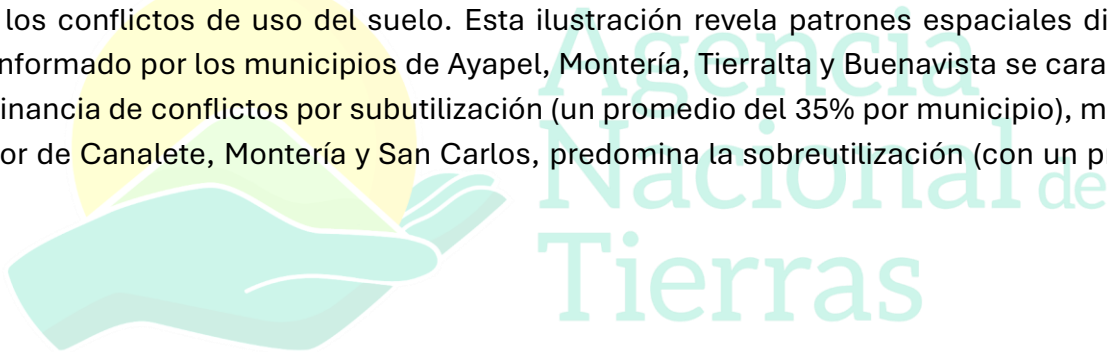 los conflictos de uso del suelo. Esta ilustración revela patrones espaciales di
nformado por los municipios de Ayapel, Montería, Tierralta y Buenavista se cara
inancia de conflictos por subutilización (un promedio del 35% por municipio), m
or de Canalete, Montería y San Carlos, predomina la sobreutilización (con un p
Agencia
Nacional de
Tierras